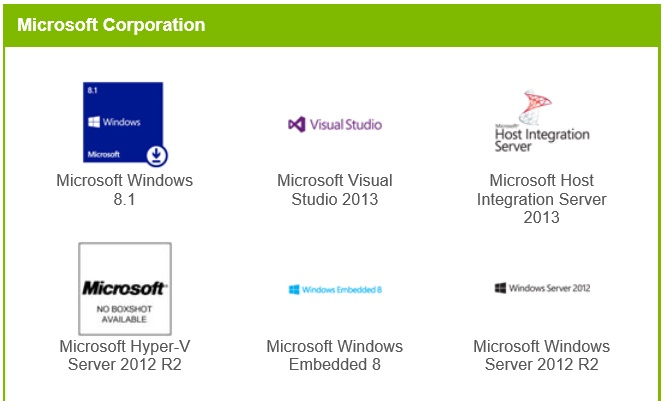 Microsoft Corporation
8.1
Windows
Microsoft
Visual Studio
Microsoft
Host Integration
Server
Microsoft Windows
8.1
Microsoft Visual
Studio 2013
Microsoft Host
Integration Server
2013
Microsoft
NO BOXSHOT
AVAILABLE
Windows Embedded 8
Windows Server 2012
Microsoft Hyper-V
Server 2012 R2
Microsoft Windows
Embedded 8
Microsoft Windows
Server 2012 R2